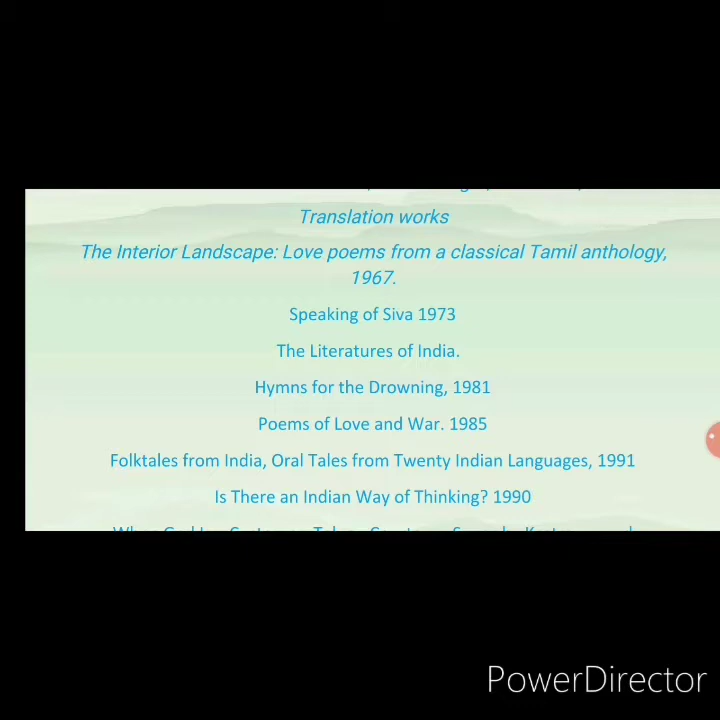 Translation works
The Interior Landscape: Love poems from a classical Tamil anthology,
1967.
Speaking of Siva 1973
The Literatures of India.
Hymns for the Drowning, 1981
Poems of Love and War. 1985
Folktales from India, Oral Tales from Twenty Indian Languages, 1991
Is There an Indian Way of Thinking? 1990
PowerDirector